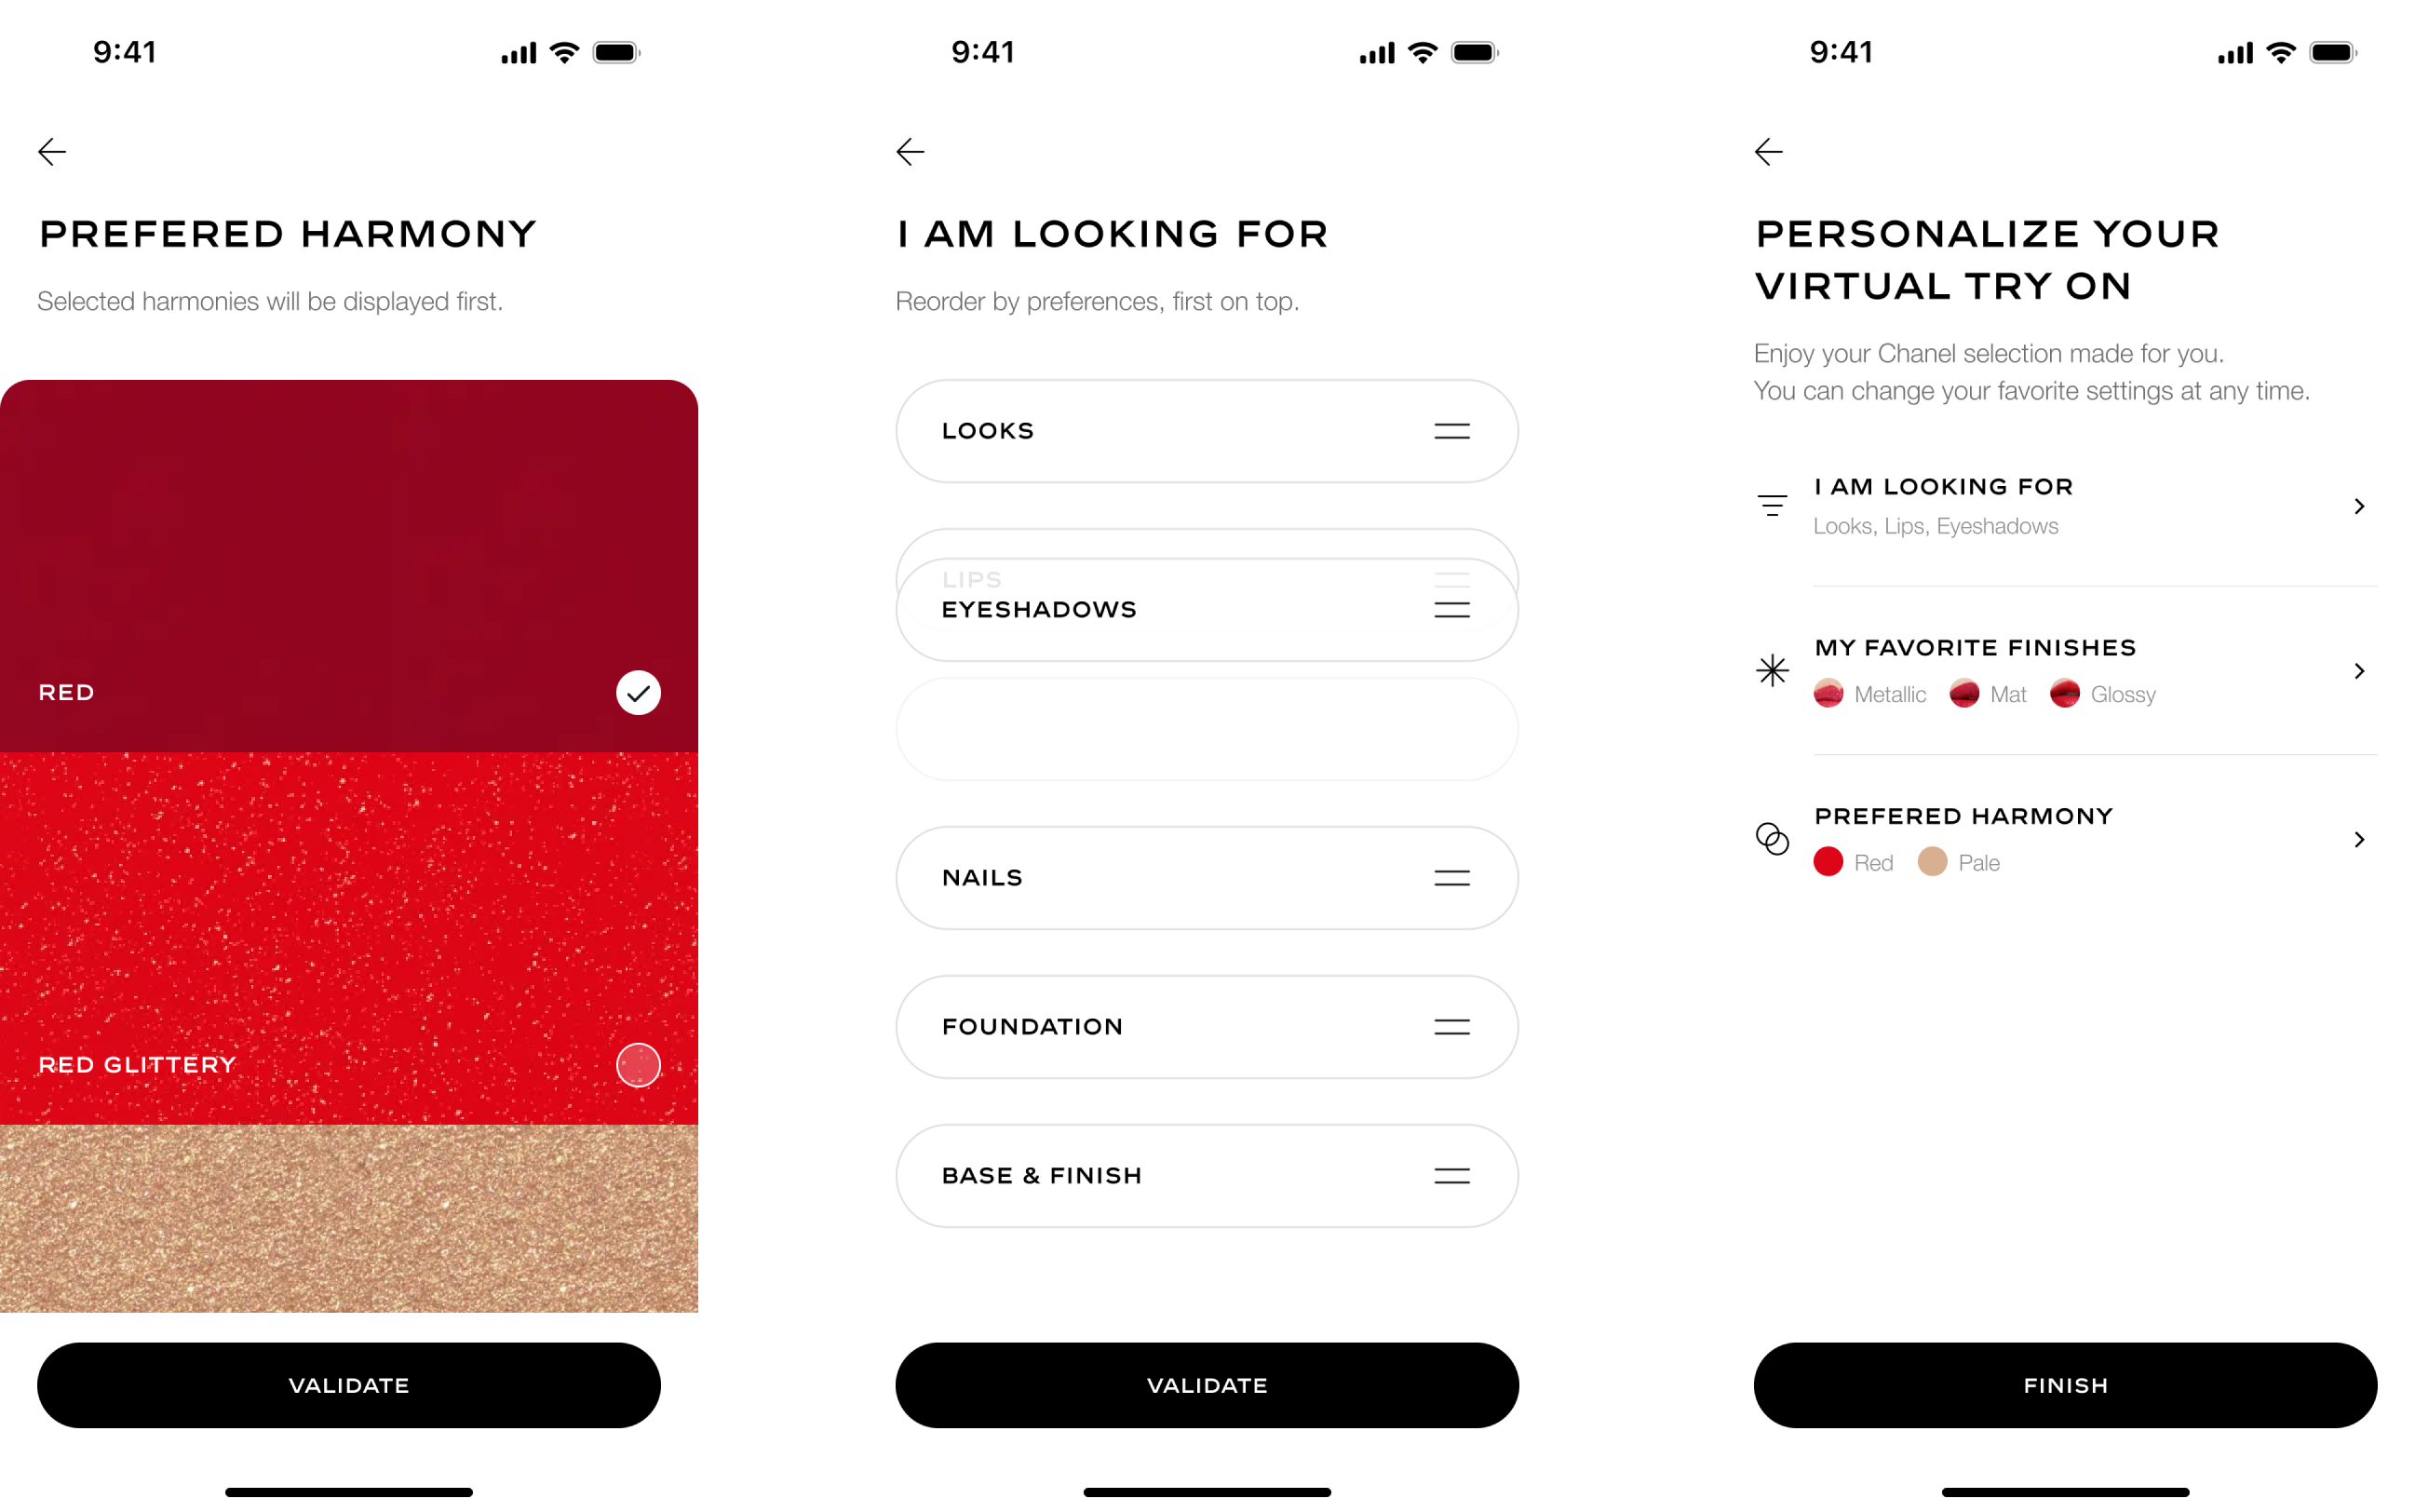 9:41
PREFERED HARMONY
Selected harmonies will be displayed first.
RED
RED GLITTERY
VALIDATE
9:41
I AM LOOKING FOR
Reorder by preferences, first on top.
LOOKS
LIPS
EYESHADOWS
NAILS
FOUNDATION
BASE & FINISH
VALIDATE
9:41
PERSONALIZE YOUR
VIRTUAL TRY ON
Enjoy your Chanel selection made for you.
You can change your favorite settings at any time.
I AM LOOKING FOR
Looks, Lips, Eyeshadows
MY FAVORITE FINISHES
Metallic Mat Glossy
PREFERED HARMONY
Red Pale
FINISH